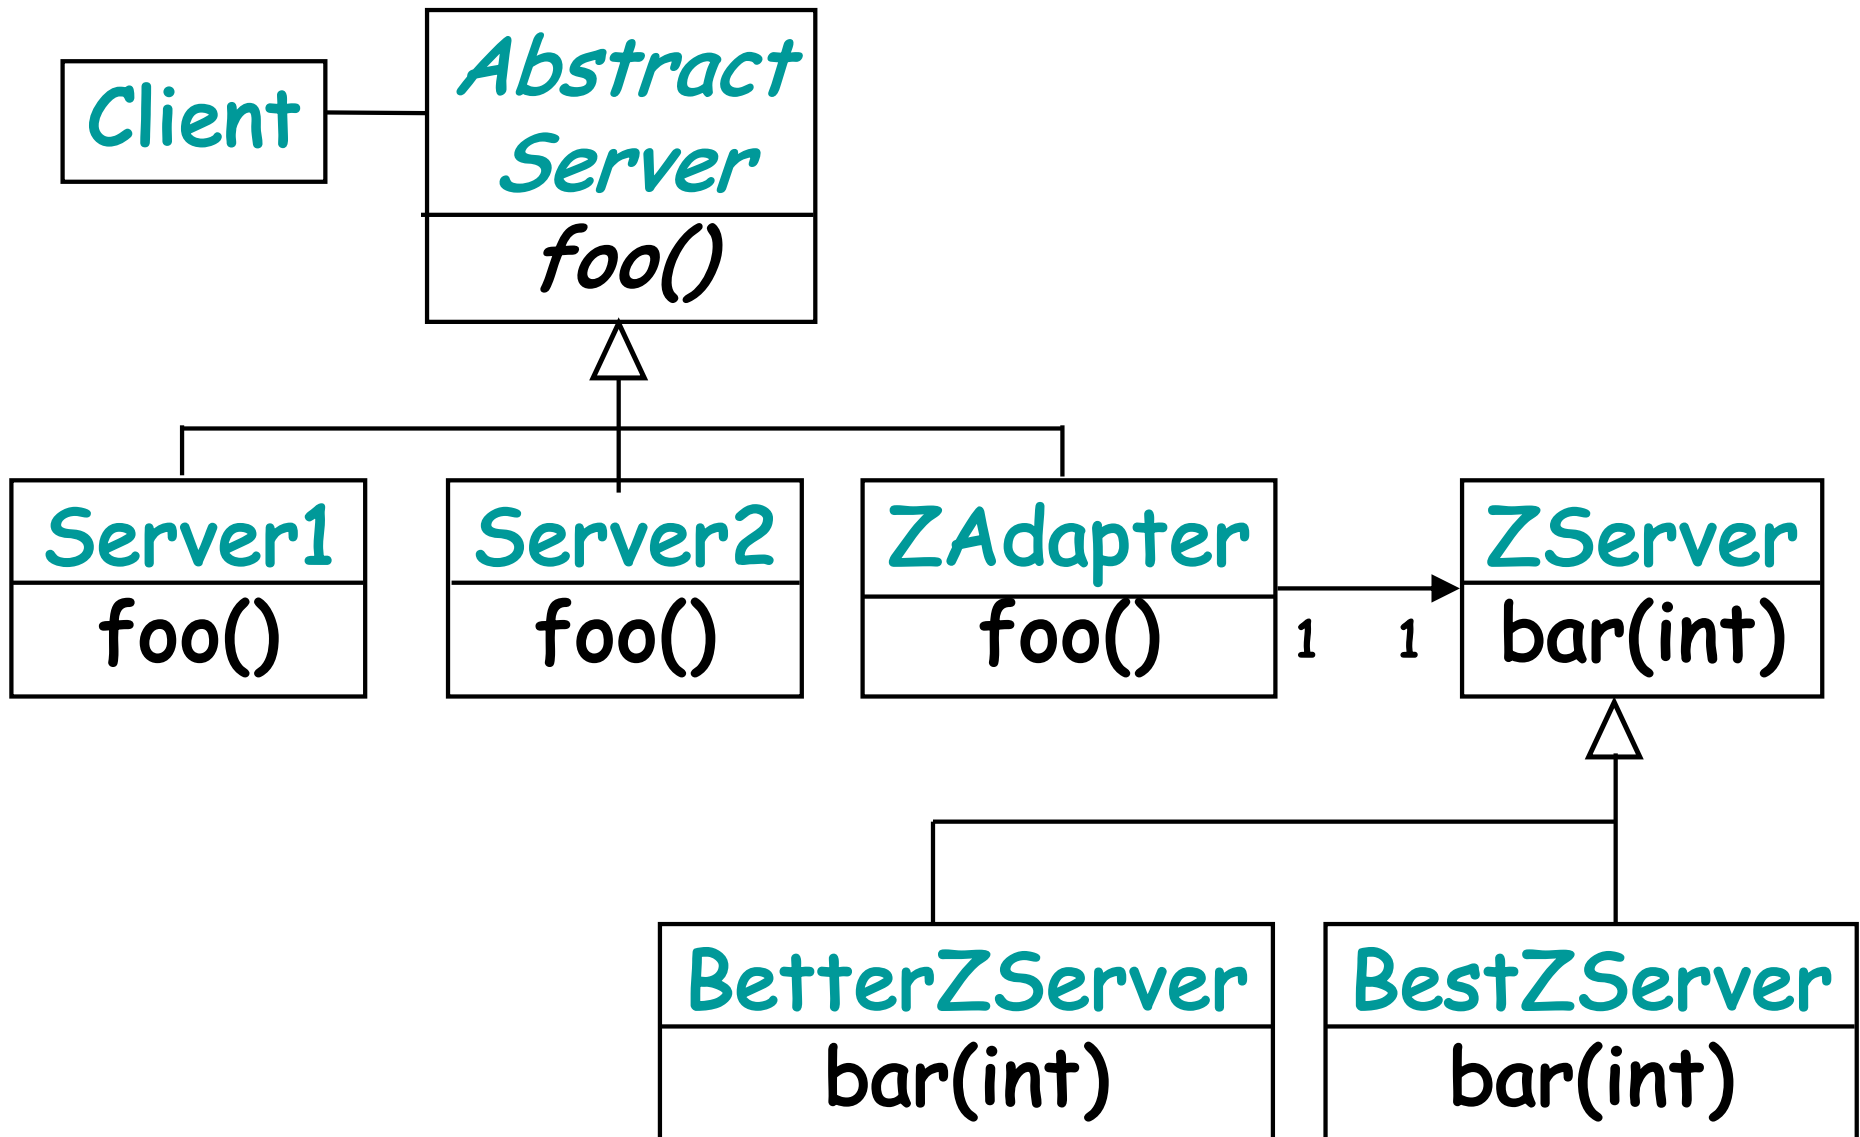 Client
Abstract
Server
foo()
Server1
foo()
Server2
foo()
ZAdapter
foo()
1 1
ZServer
bar(int)
BetterZServer
bar(int)
BestZServer
bar(int)